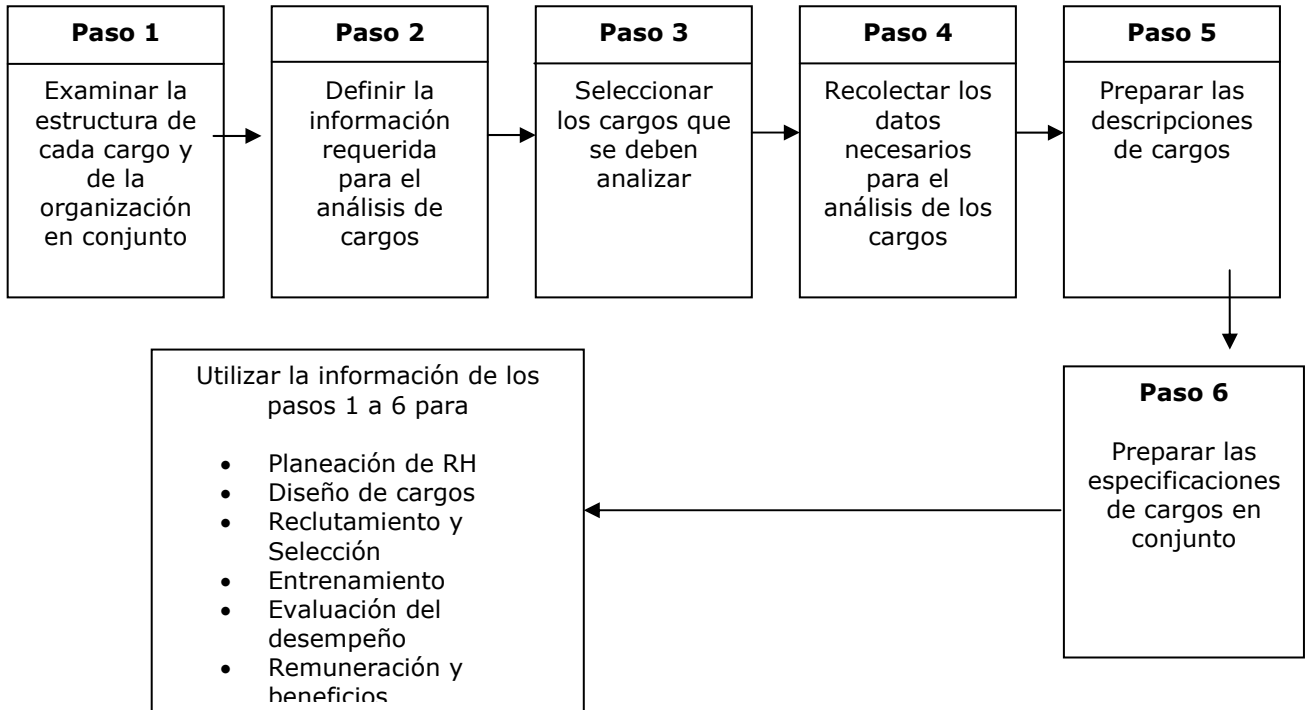 Paso 1
Examinar la
estructura de
cada cargo y
de la
organización
en conjunto
Paso 2
Definir la
información
requerida
para el
análisis de
cargos
Paso 3
Seleccionar
los cargos que
se deben
analizar
Paso 4
Recolectar los
datos
necesarios
para el
análisis de los
cargos
Paso 5
Preparar las
descripciones
de cargos
Paso 6
Preparar las
especificaciones
de cargos en
conjunto
Utilizar la información de los
pasos 1 a 6 para
• Planeación de RH
• Diseño de cargos
• Reclutamiento y
Selección
• Entrenamiento
• Evaluación del
desempeño
• Remuneración y
beneficios